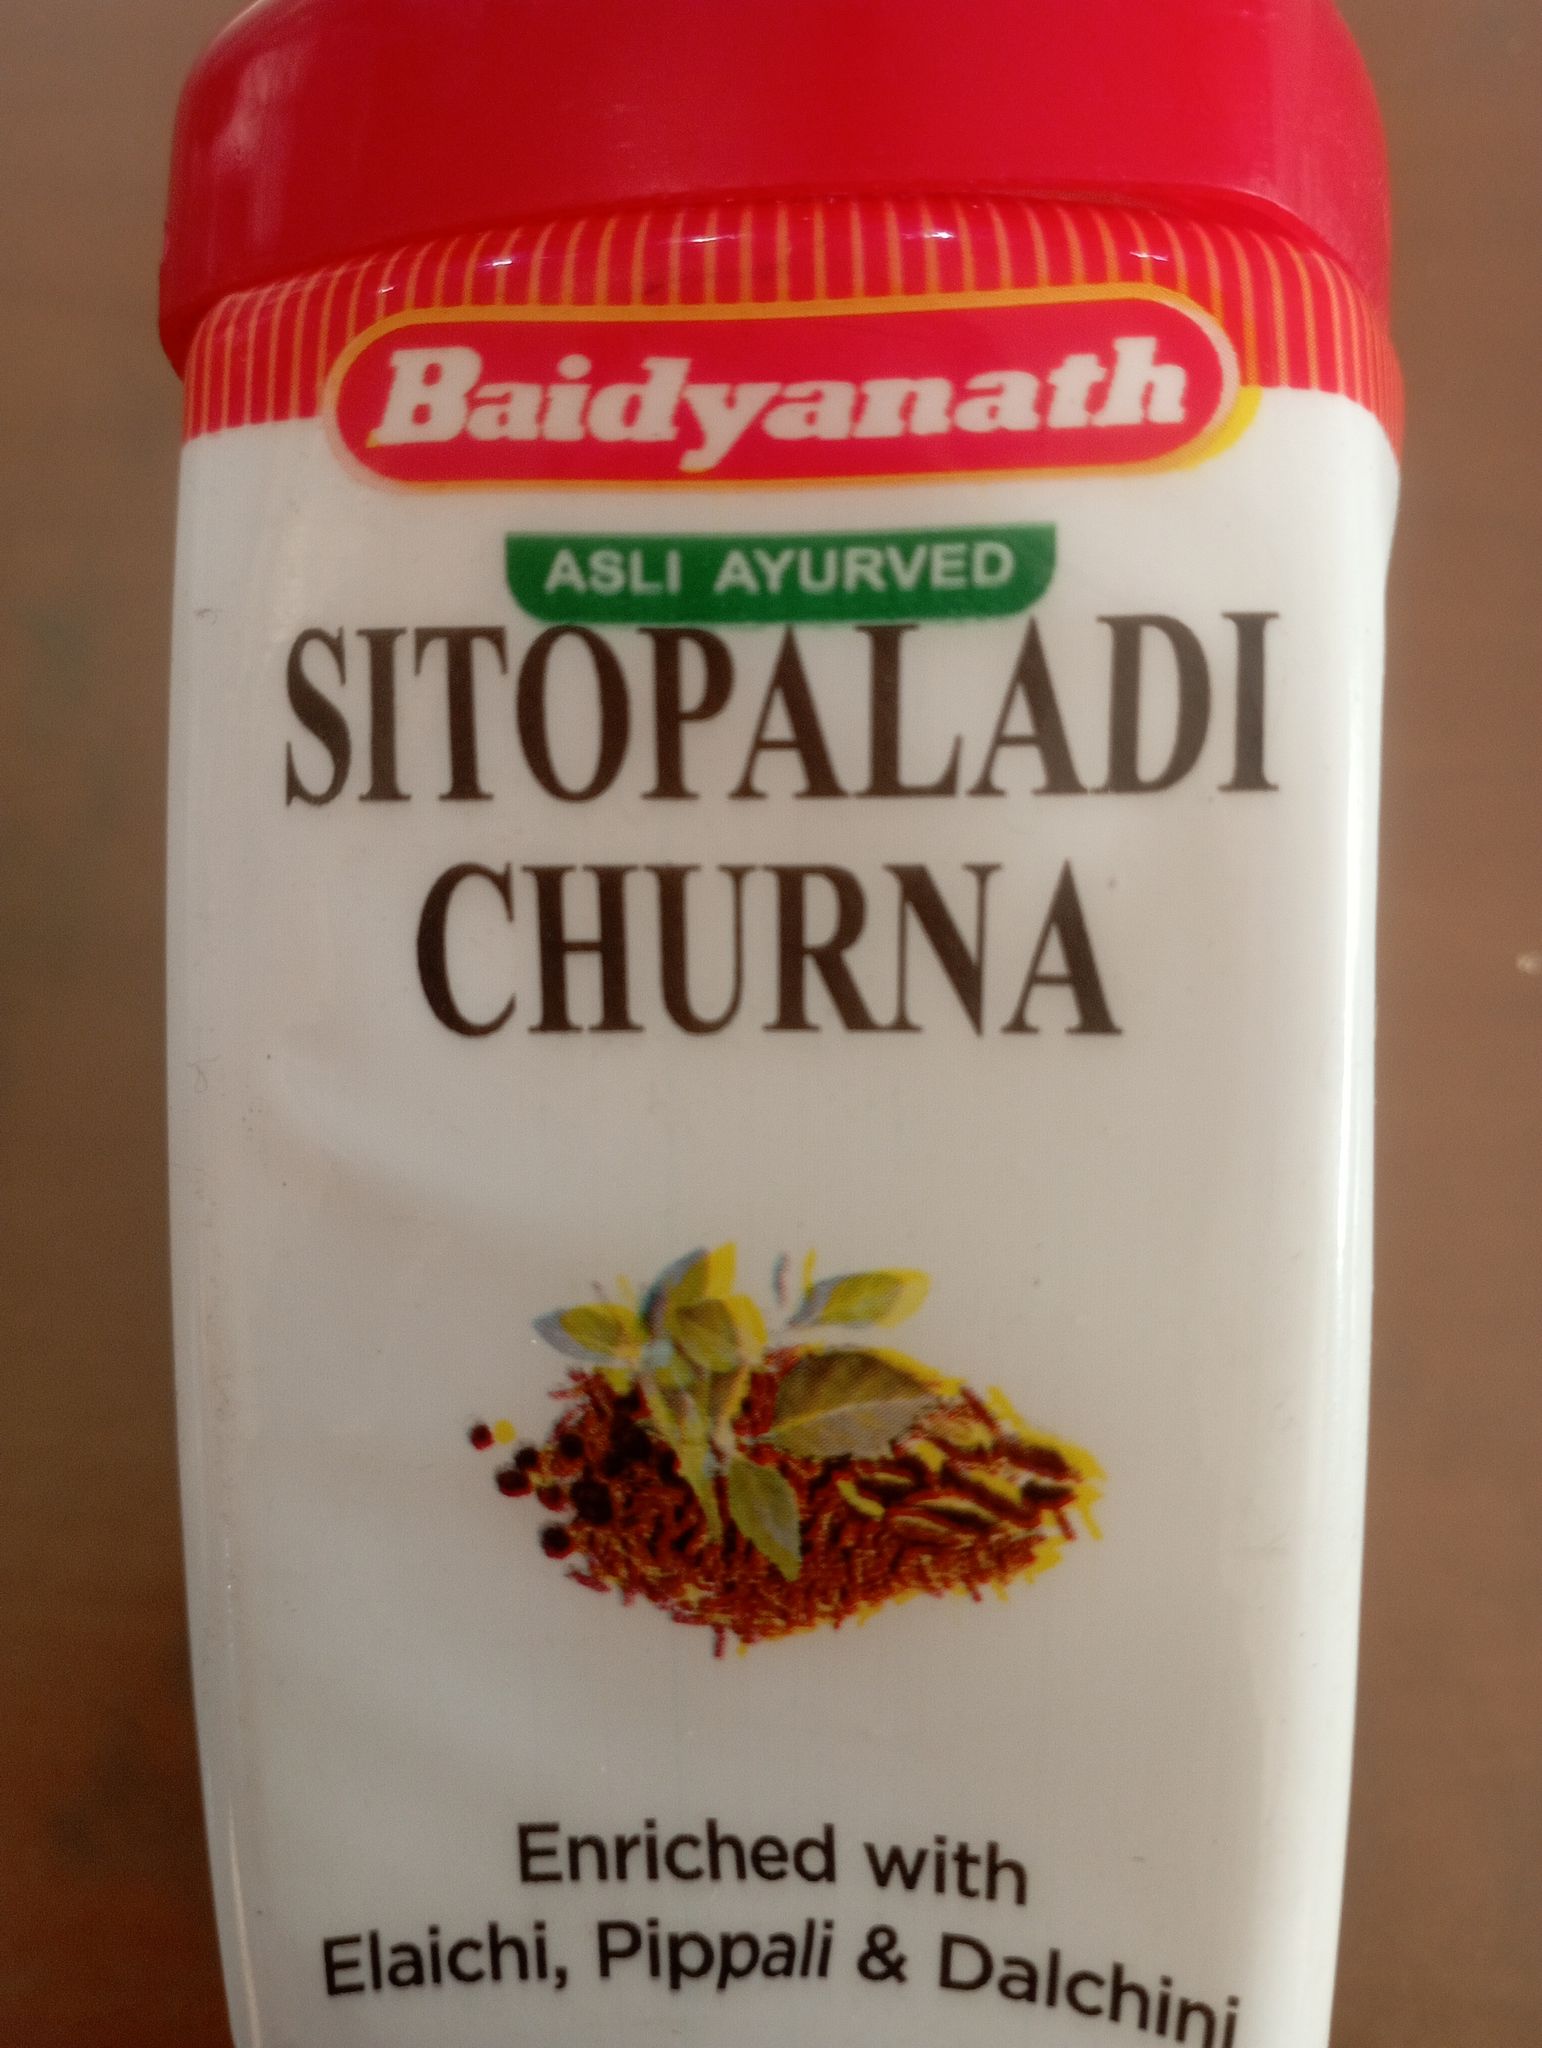 Baidyanath
ASLI AYURVED
SITOPALADI
CHURNA
Enriched with
Elaichi, Pippali & Dalchini